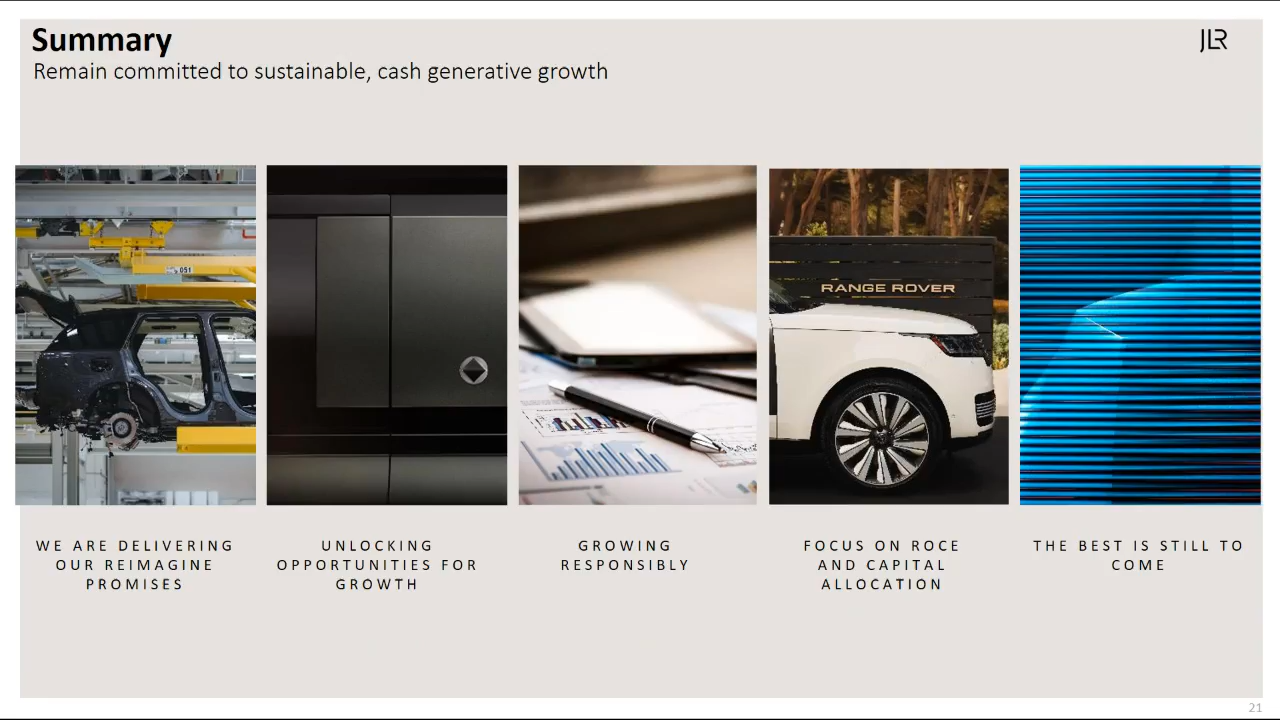 Summary
JLR
Remain committed to sustainable, cash generative growth
051
RANGE ROVER
WE ARE DELIVERING
OUR REIMAGINE
PROMISES
UNLOCKING
OPPORTUNITIES FOR
GROWTH
GROWING
RESPONSIBLY
FOCUS ON ROCE
AND CAPITAL
ALLOCATION
THE BEST IS STILL TO
COME
21